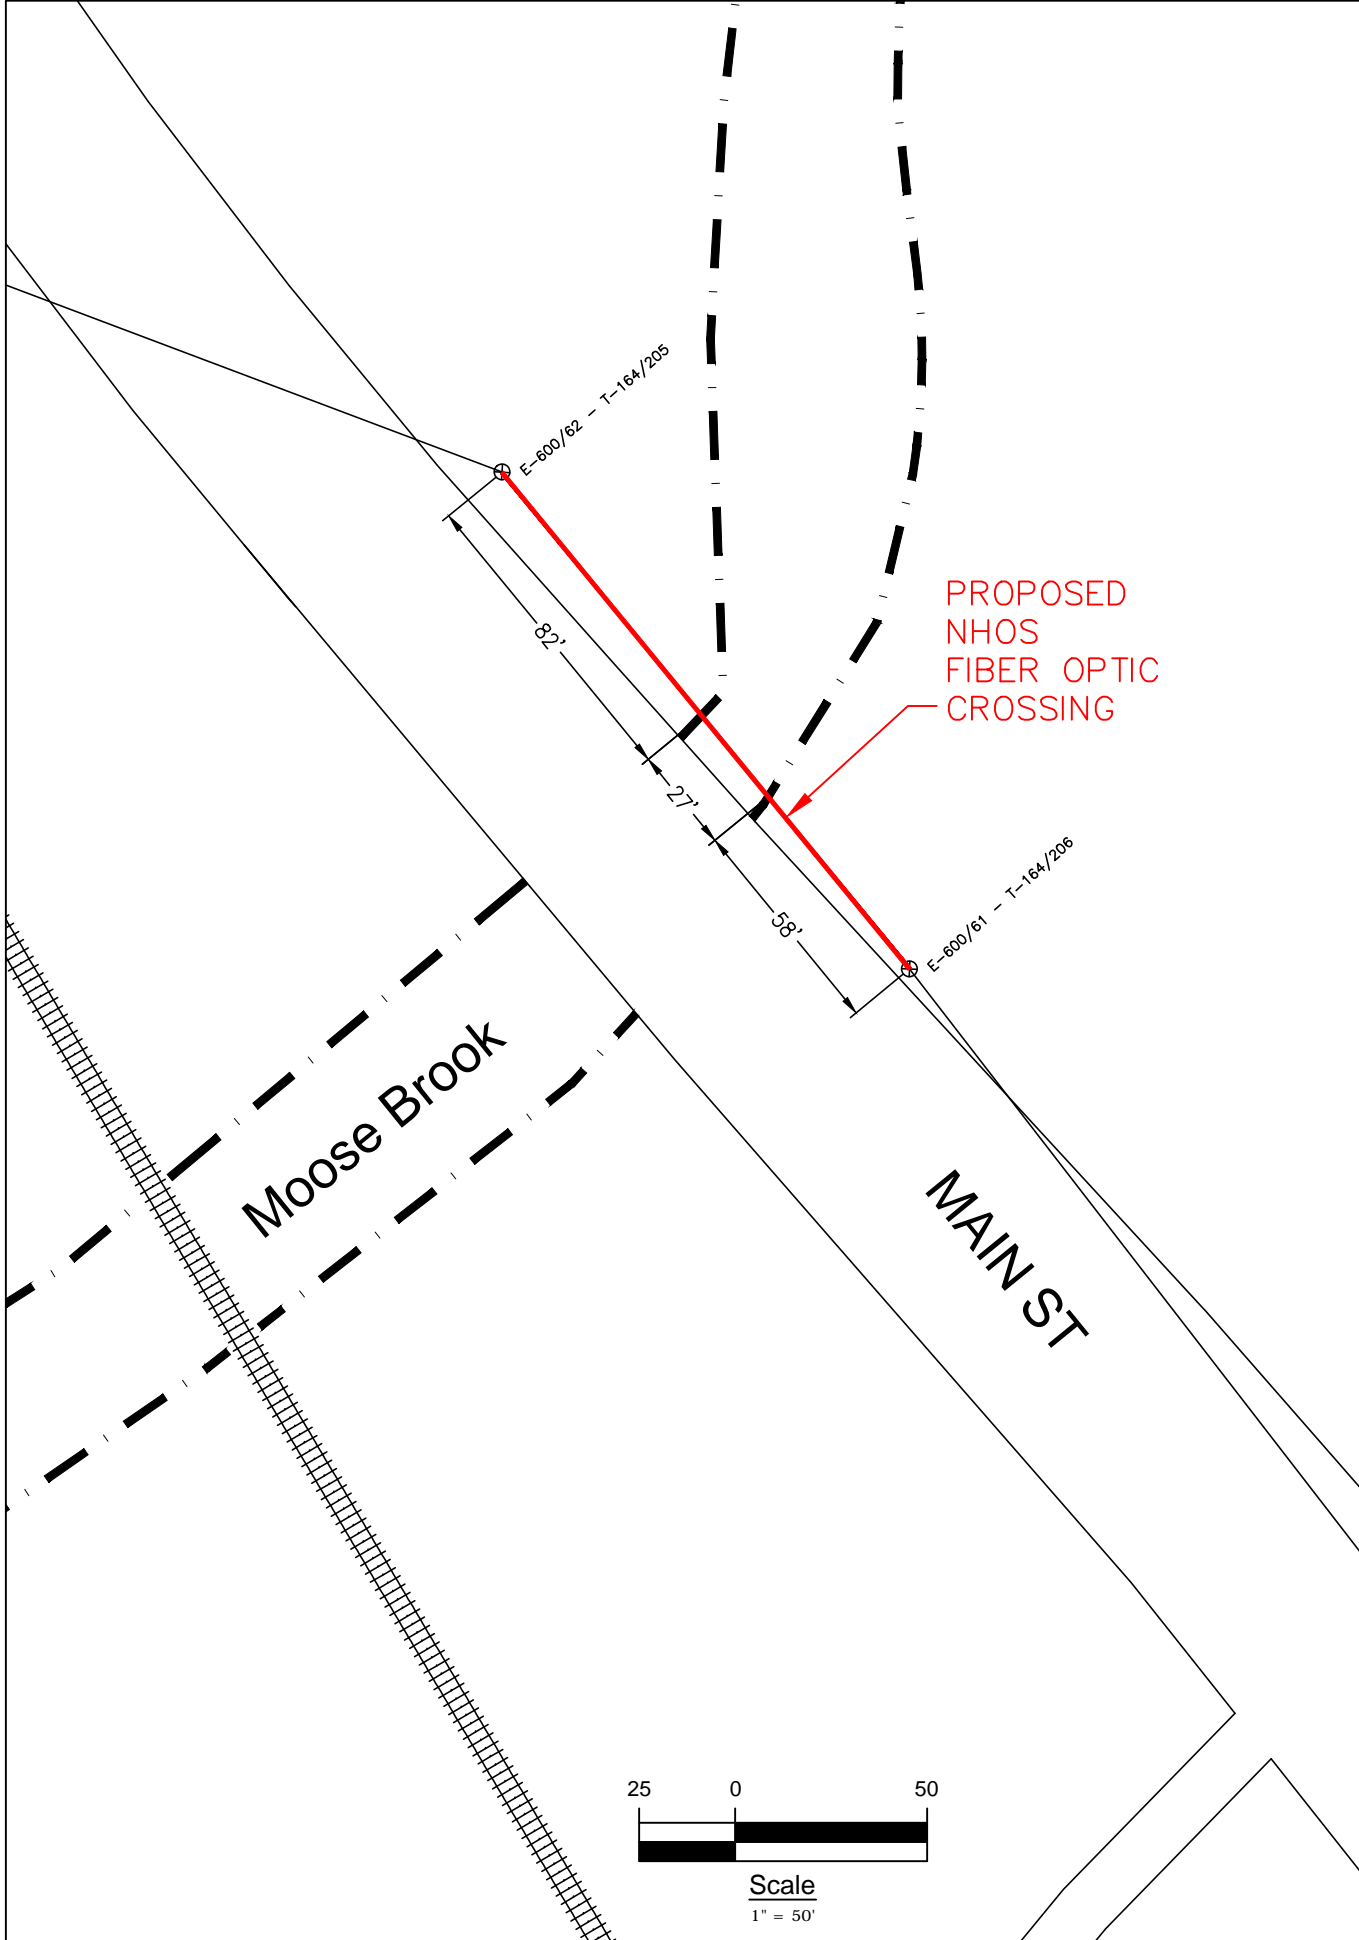 E-600/62 - T-164/205
PROPOSED
NHOS
FIBER OPTIC
CROSSING
82'
27'
58'
E-600/61 - T-164/206
Moose Brook
MAIN ST
25 0 50
Scale
1" = 50'